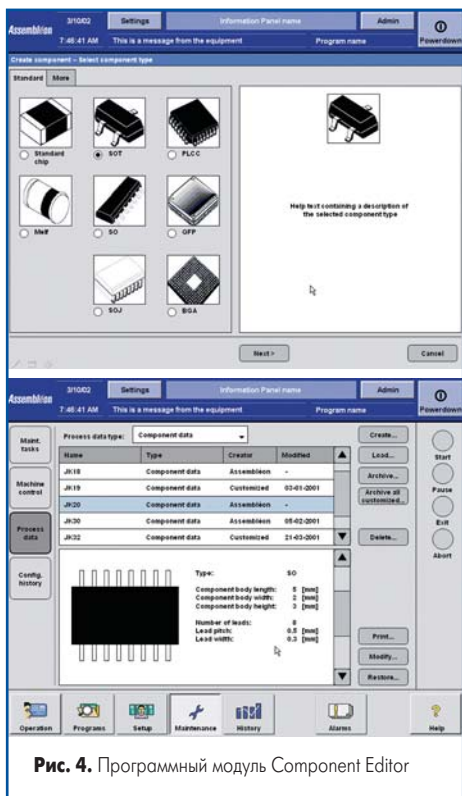 Assembléon
3/10/02
7:46:41 AM
Settings
Information Panel name
Admin
This is a message from the equipment
Program name
Powerdown
Create component – Select component type
Standard More
Standard chip
SOT
PLCC
Melf
SO
QFP
SOJ
BGA
Help text containing a description of
the selected component type
Next >
Cancel
Assembléon
3/10/02
7:46:41 AM
Settings
Information Panel name
Admin
This is a message from the equipment
Program name
Powerdown
Maint. tasks
Machine control
Process data
Config. history
Process data type: Component data
Name Type Creator Modified
JK18 Component data Assembléon -
JK19 Component data Customized 03-01-2001
JK20 Component data Assembléon -
JK30 Component data Assembléon 05-02-2001
JK32 Component data Customized 21-03-2001
Create...
Load...
Archive...
Archive all customized...
Delete...
Type: SO
Component body length: 5 [mm]
Component body width: 2 [mm]
Component body height: 3 [mm]
Number of leads: 8
Lead pitch: 0.5 [mm]
Lead width: 0.3 [mm]
Print...
Modify...
Restore...
Start
Pause
Exit
Abort
Operation Programs Setup Maintenance History Alarms Help
Рис. 4. Программный модуль Component Editor